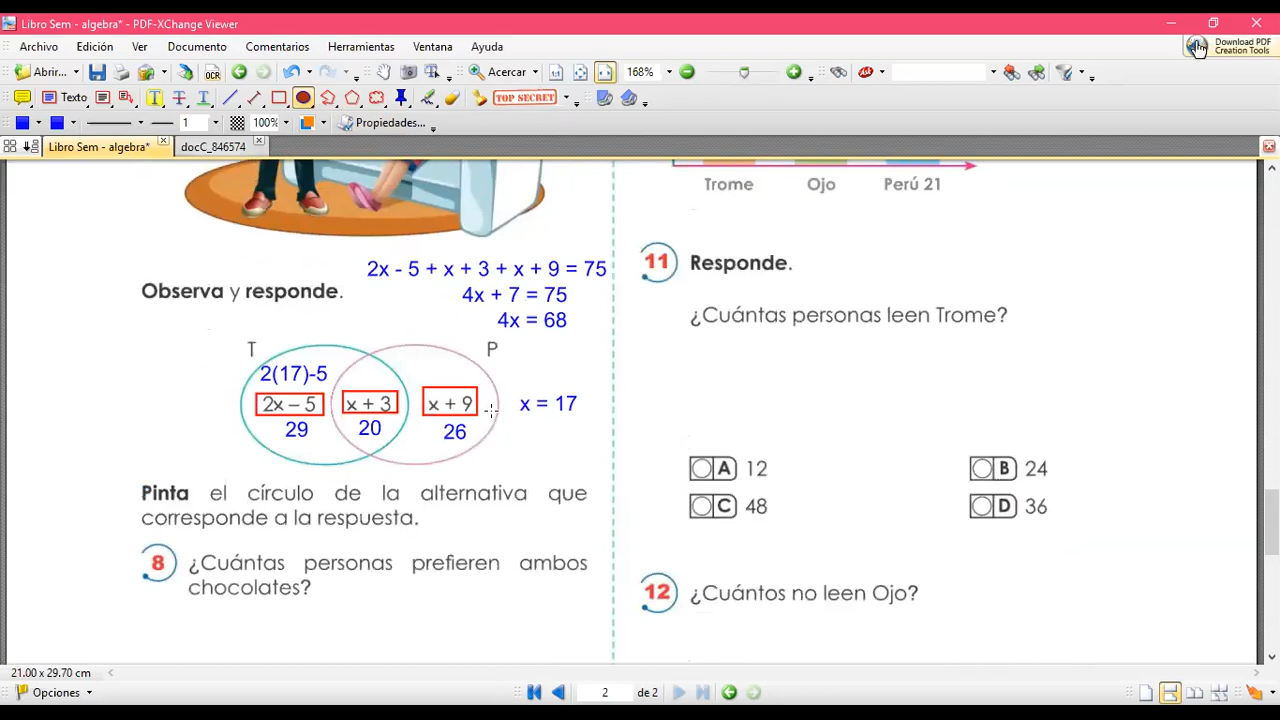 Libro Sem - algebra* - PDF-XChange Viewer
Archivo Edición Ver Documento Comentarios Herramientas Ventana Ayuda
Download PDF
Creation Tools
Abrir... OCR Acercar 168%
Texto TOP SECRET
1 100% Propiedades...
Libro Sem - algebra* docC_846574
Trome Ojo Perú 21
2x - 5 + x + 3 + x + 9 = 75
Observa y responde.
4x + 7 = 75
4x = 68
T P
2(17)-5
2x – 5 x + 3 x + 9 x = 17
29 20 26
Pinta el círculo de la alternativa que
corresponde a la respuesta.
8 ¿Cuántas personas prefieren ambos
chocolates?
11 Responde.
¿Cuántas personas leen Trome?
A 12 B 24
C 48 D 36
12 ¿Cuántos no leen Ojo?
21.00 x 29.70 cm
Opciones 2 de 2